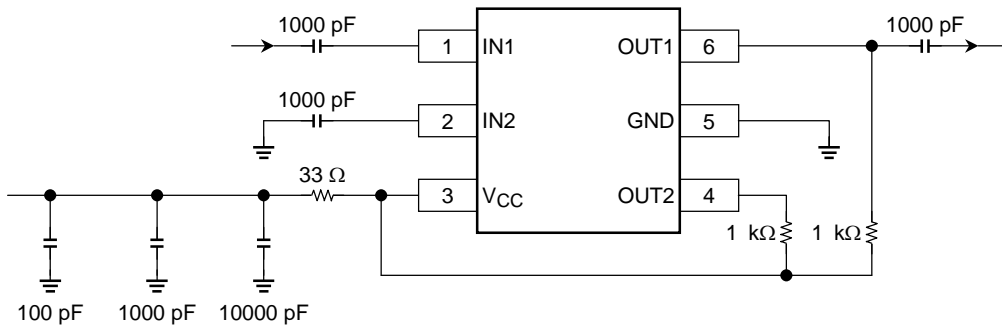 1000 pF
1000 pF
1 IN1 OUT1 6
1000 pF
2 IN2 GND 5
33 Ω
3 VCC OUT2 4
1 kΩ 1 kΩ
100 pF 1000 pF 10000 pF